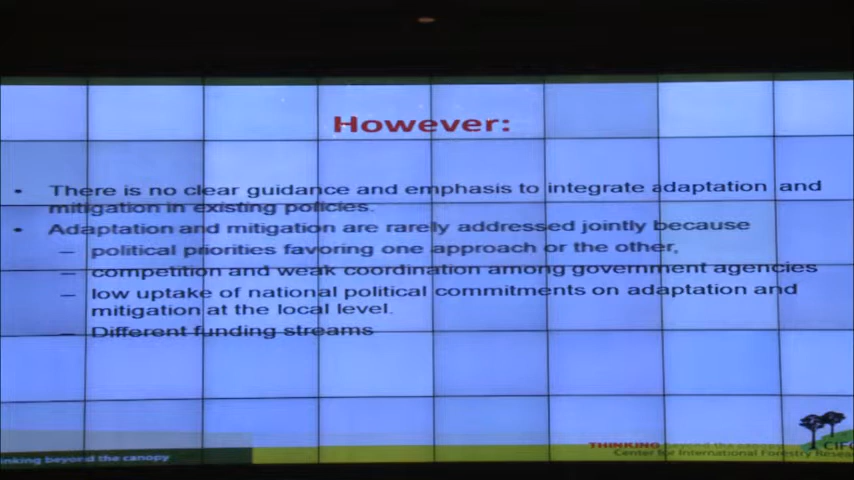 However:
• There is no clear guidance and emphasis to integrate adaptation and
mitigation in existing policies.
• Adaptation and mitigation are rarely addressed jointly because
– political priorities favoring one approach or the other,
– competition and weak coordination among government agencies
– low uptake of national political commitments on adaptation and
mitigation at the local level.
– Different funding streams
THINKING beyond the canopy
CIFO
Center for International Forestry Resea
nking beyond the canopy